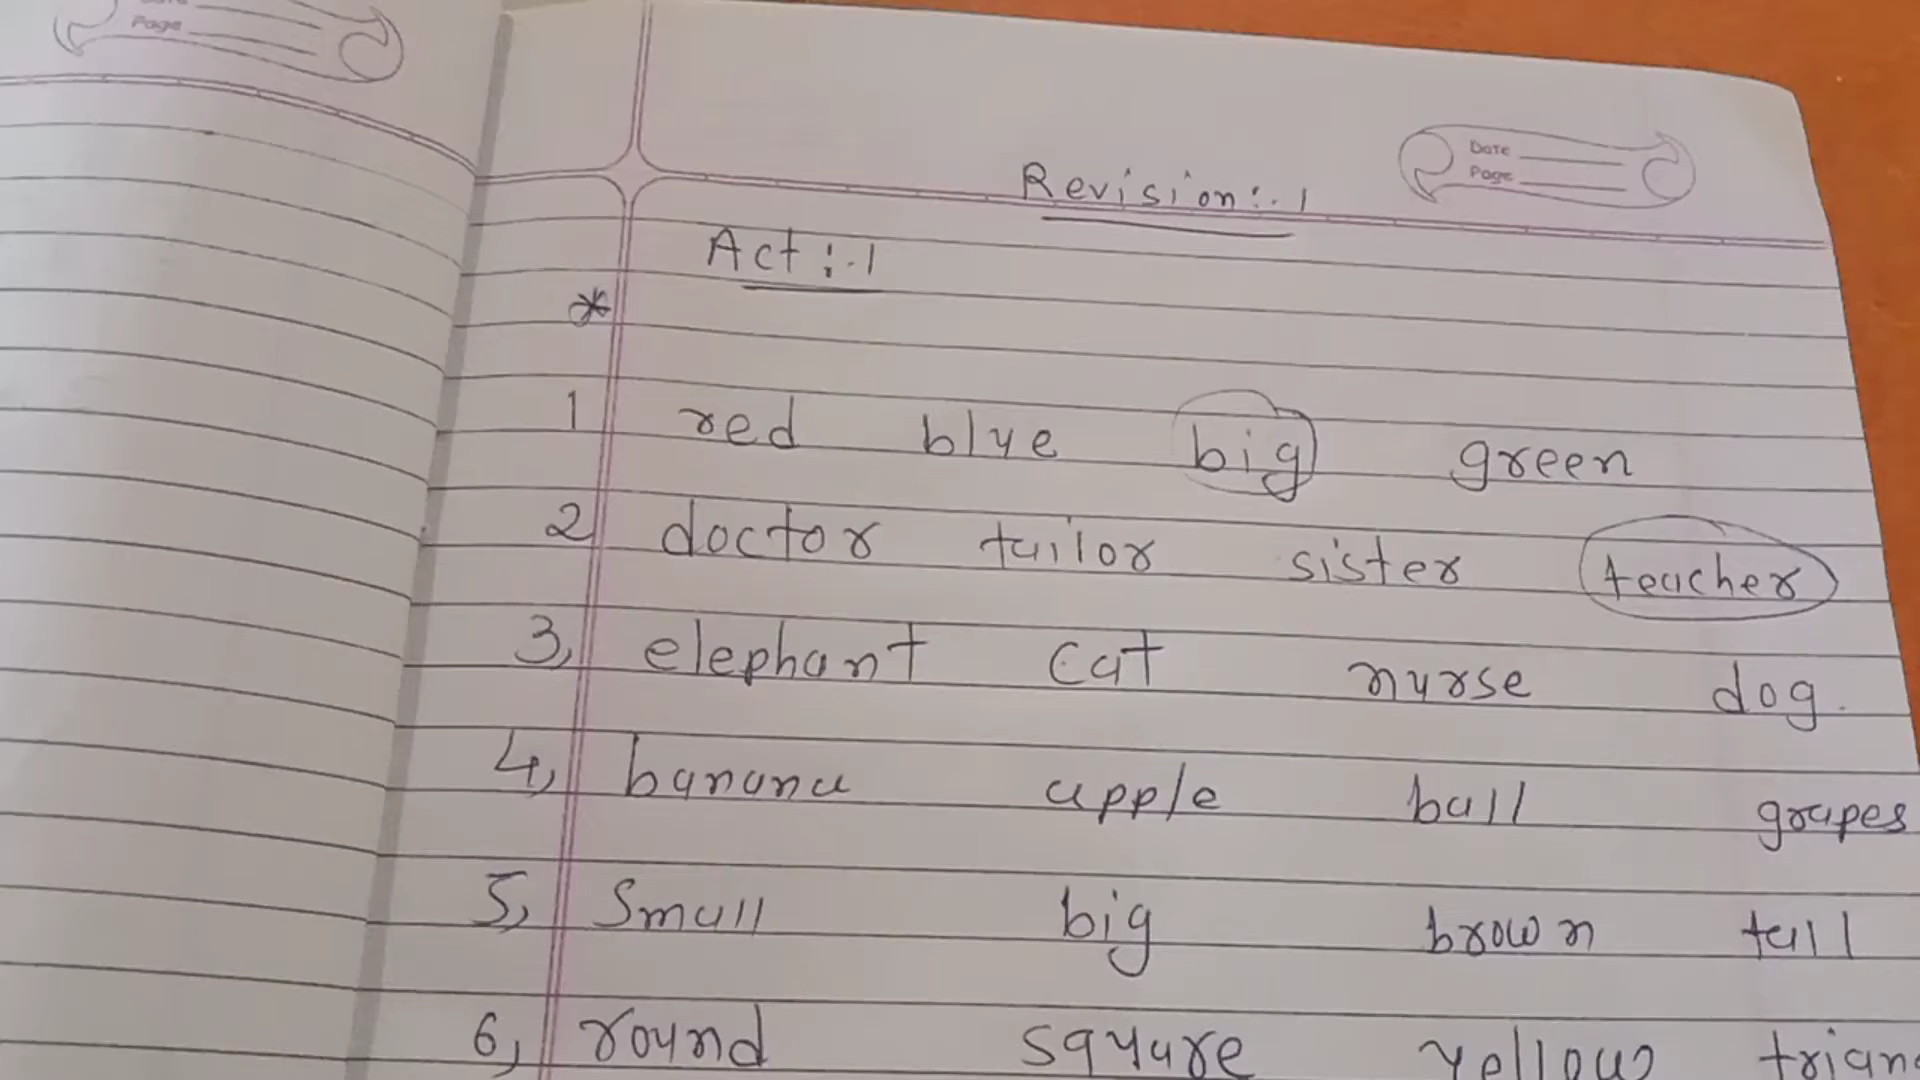 Page
Date
Page
Revision:-1
Act:-1
*
1 red blue big green
2 doctor tailor sister teacher
3, elephant cat nurse dog.
4, banana apple ball grapes
5, Small big brown tall
6, round square yellow